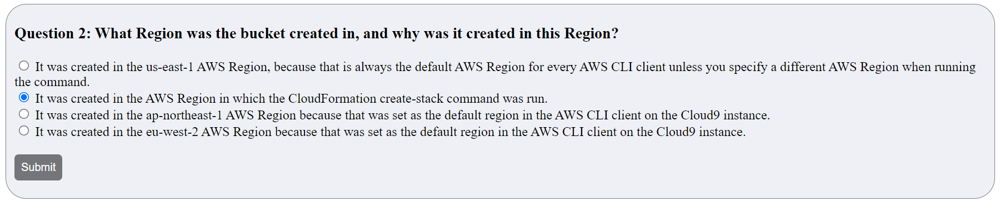 Question 2: What Region was the bucket created in, and why was it created in this Region?
It was created in the us-east-1 AWS Region, because that is always the default AWS Region for every AWS CLI client unless you specify a different AWS Region when running
the command.
It was created in the AWS Region in which the CloudFormation create-stack command was run.
It was created in the ap-northeast-1 AWS Region because that was set as the default region in the AWS CLI client on the Cloud9 instance.
It was created in the eu-west-2 AWS Region because that was set as the default region in the AWS CLI client on the Cloud9 instance.
Submit